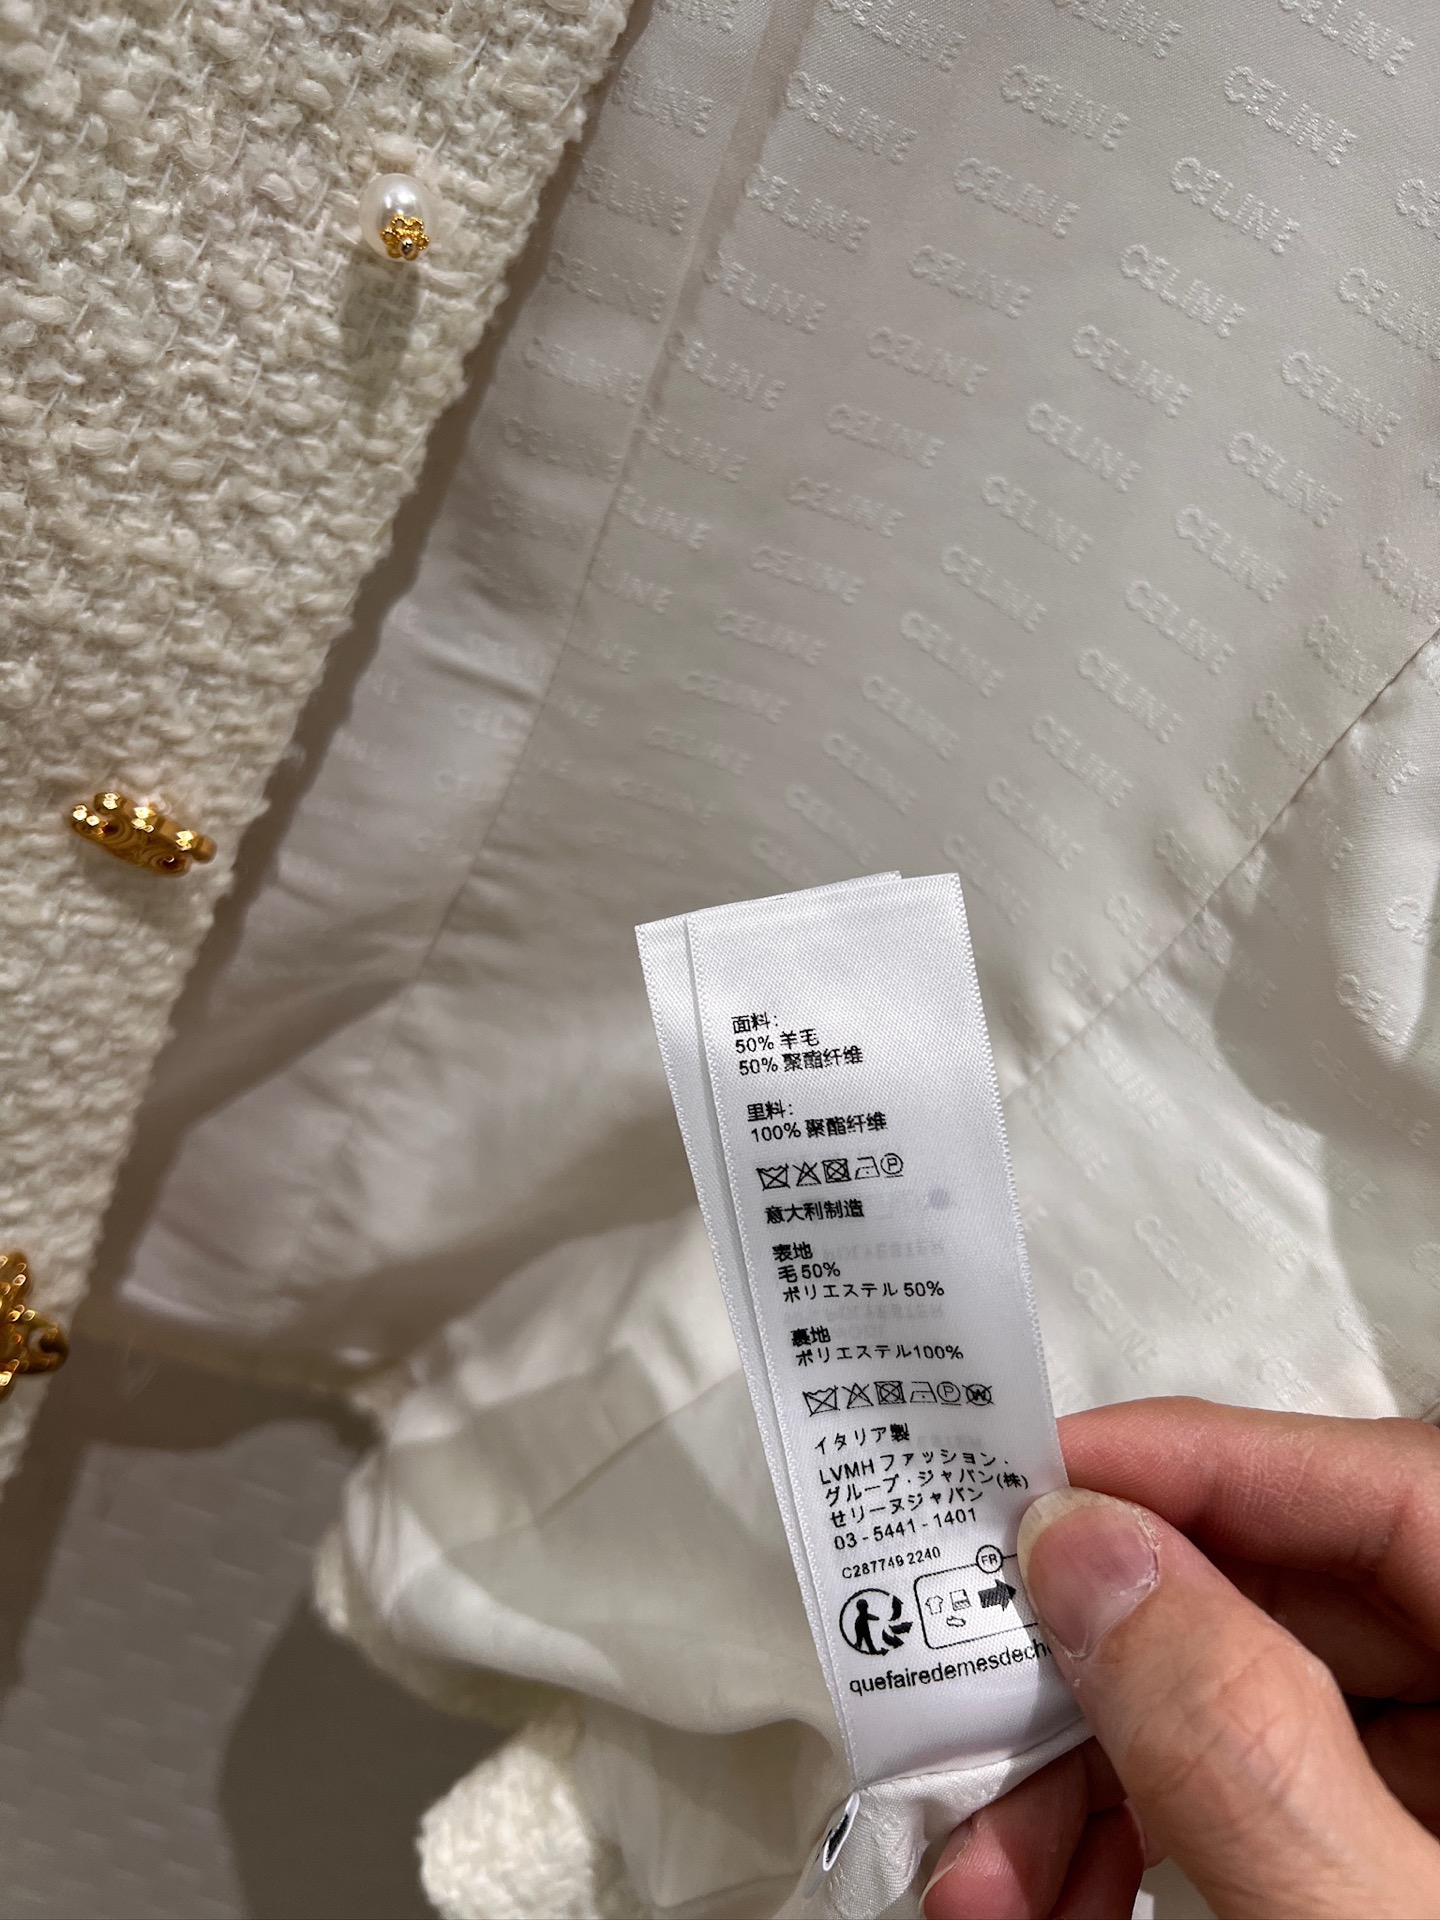 CELINE
面料:
50% 羊毛
50% 聚酯纤维
里料:
100% 聚酯纤维
意大利制造
表地
毛50%
ポリエステル 50%
裏地
ポリエステル100%
イタリア製
LVMH ファッション・
グループ・ジャパン(株)
セリーヌジャパン
03-5441-1401
C287749 2240
FR